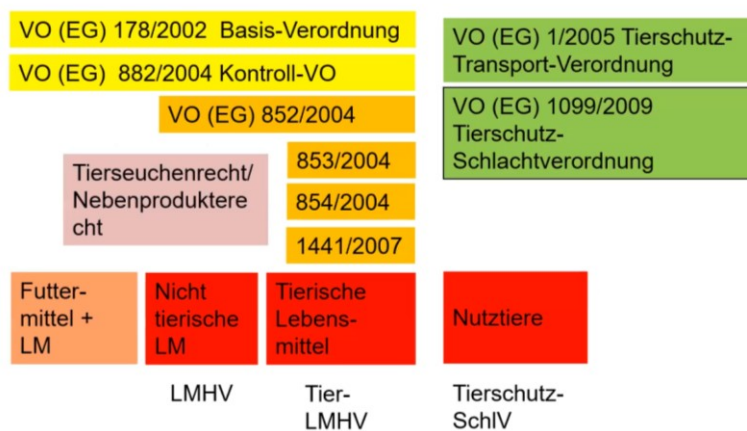 VO (EG) 178/2002 Basis-Verordnung
VO (EG) 882/2004 Kontroll-VO
VO (EG) 852/2004
853/2004
854/2004
1441/2007
Tierseuchenrecht/
Nebenproduktere
cht
VO (EG) 1/2005 Tierschutz-
Transport-Verordnung
VO (EG) 1099/2009
Tierschutz-
Schlachtverordnung
Futter-
mittel +
LM
Nicht
tierische
LM
Tierische
Lebens-
mittel
Nutztiere
LMHV
Tier-
LMHV
Tierschutz-
SchlV